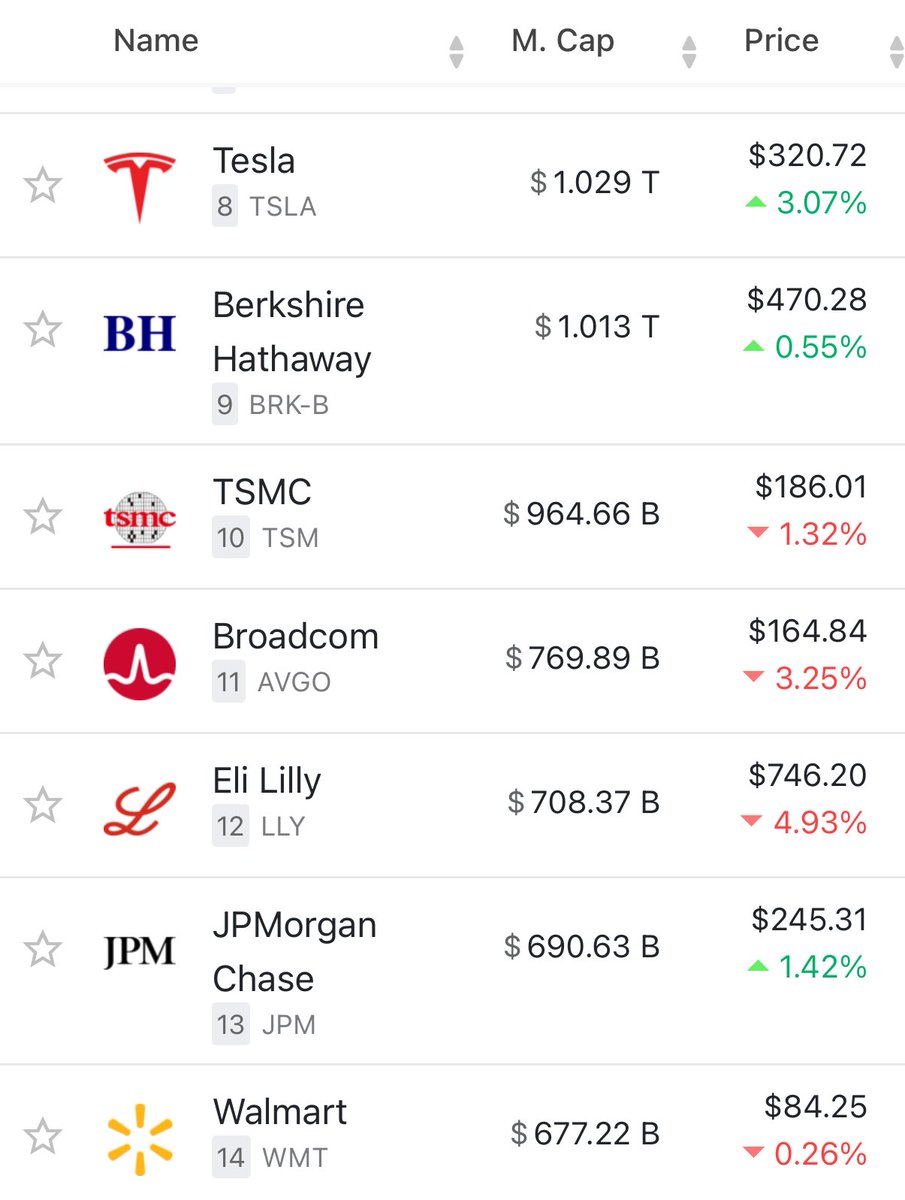 Name M. Cap Price
Tesla
8 TSLA
$1.029 T
$320.72
3.07%
BH
Berkshire
Hathaway
9 BRK-B
$1.013 T
$470.28
0.55%
tsmc
TSMC
10 TSM
$964.66 B
$186.01
1.32%
Broadcom
11 AVGO
$769.89 B
$164.84
3.25%
Eli Lilly
12 LLY
$708.37 B
$746.20
4.93%
JPM
JPMorgan
Chase
13 JPM
$690.63 B
$245.31
1.42%
Walmart
14 WMT
$677.22 B
$84.25
0.26%